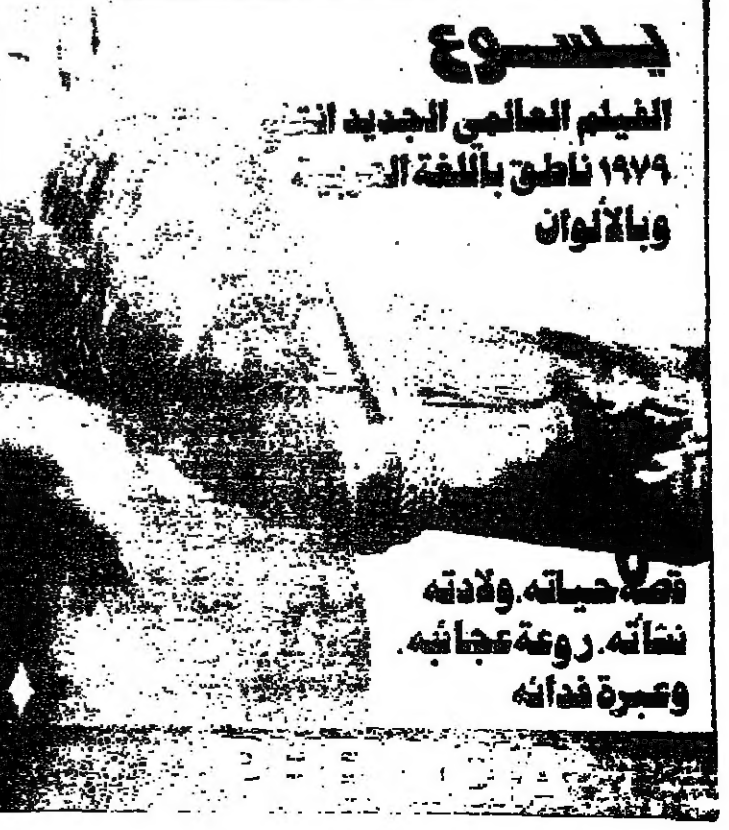 يسوع
الفيلم العالمي الجديد
١٩٧٩ ناطق باللغة
وبالألوان
قصة حياته. ولادته
نشأته. روعة عجائبه.
وعبرة فدائه